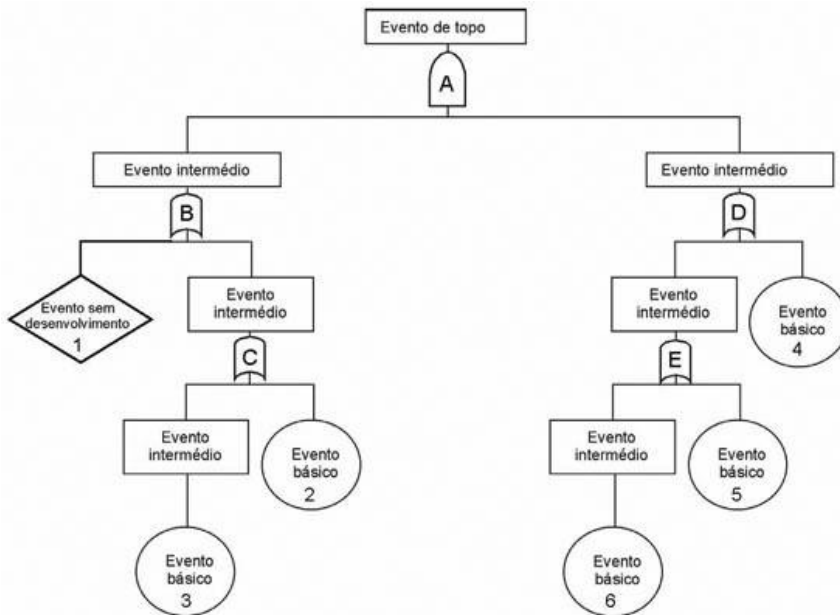 Evento de topo
A
Evento intermédio
Evento intermédio
B
D
Evento sem
desenvolvimento
1
Evento
intermédio
Evento
intermédio
Evento
básico
4
C
E
Evento
intermédio
Evento
básico
2
Evento
intermédio
Evento
básico
5
Evento
básico
3
Evento
básico
6